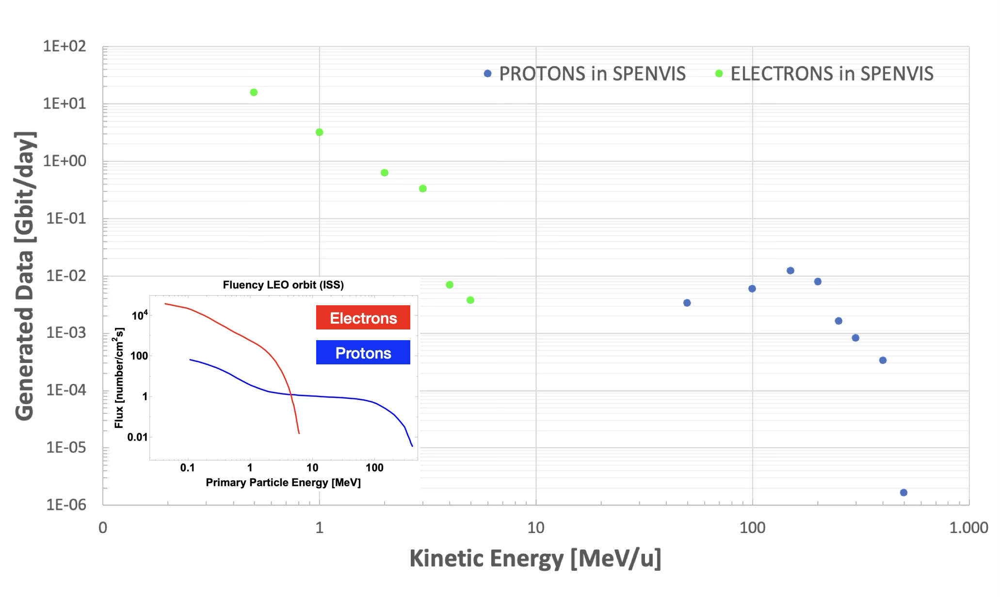 1E+02
1E+01
1E+00
1E-01
1E-02
1E-03
1E-04
1E-05
1E-06
Generated Data [Gbit/day]
PROTONS in SPENVIS
ELECTRONS in SPENVIS
Fluency LEO orbit (ISS)
Electrons
Protons
10^4
100
1
0.01
Flux [number/cm²s]
0.1 1 10 100
Primary Particle Energy [MeV]
0 1 10 100 1.000
Kinetic Energy [MeV/u]